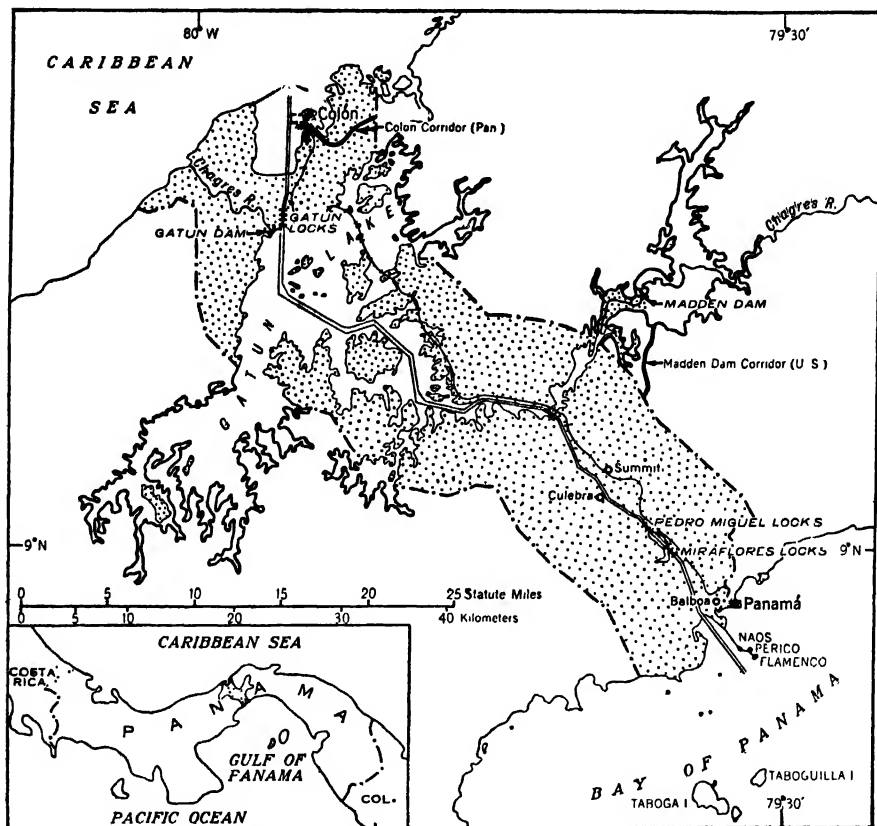 80 W
79 30'
CARIBBEAN
SEA
Colón
Colon Corridor (Pan)
Chagres R.
GATUN
LOCKS
GATUN DAM
GATUN LAKE
Chagres R.
MADDEN DAM
Madden Dam Corridor (U S)
Summit
Culebra
PEDRO MIGUEL LOCKS
MIRAFLORES LOCKS
9°N
9°N
Balboa
Panamá
NAOS
PERICO
FLAMENCO
0 5 10 15 20 25 Statute Miles
0 5 10 20 30 40 Kilometers
CARIBBEAN SEA
COSTA
RICA
PANAMA
GULF OF
PANAMA
COL.
PACIFIC OCEAN
BAY OF PANAMA
TABOGUILLA I
TABOGA I
79 30'